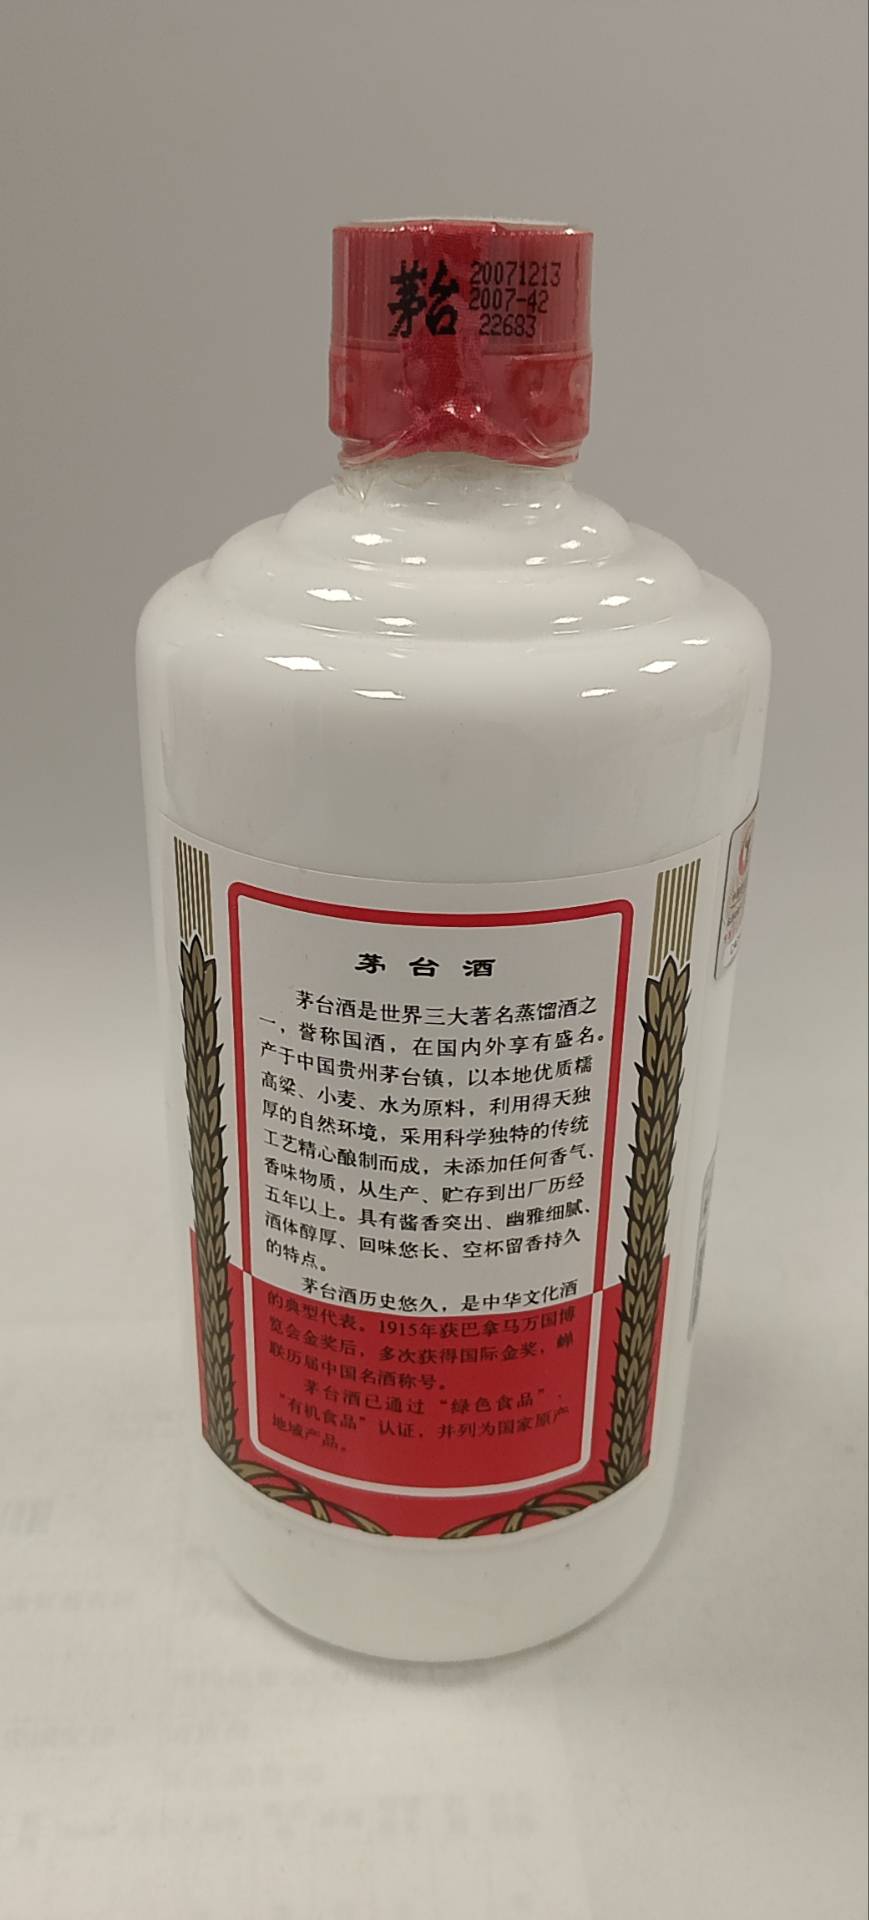 茅台
20071213
2007-42
22683
茅台酒
茅台酒是世界三大著名蒸馏酒之
一，誉称国酒，在国内外享有盛名。
产于中国贵州茅台镇，以本地优质糯
高粱、小麦、水为原料，利用得天独
厚的自然环境，采用科学独特的传统
工艺精心酿制而成，未添加任何香气、
香味物质，从生产、贮存到出厂历经
五年以上。具有酱香突出、幽雅细腻、
酒体醇厚、回味悠长、空杯留香持久
的特点。
茅台酒历史悠久，是中华文化酒
的典型代表。1915年获巴拿马万国博
览会金奖后，多次获得国际金奖，蝉
联历届中国名酒称号。
茅台酒已通过“绿色食品”、
“有机食品”认证，并列为国家原产
地域产品。